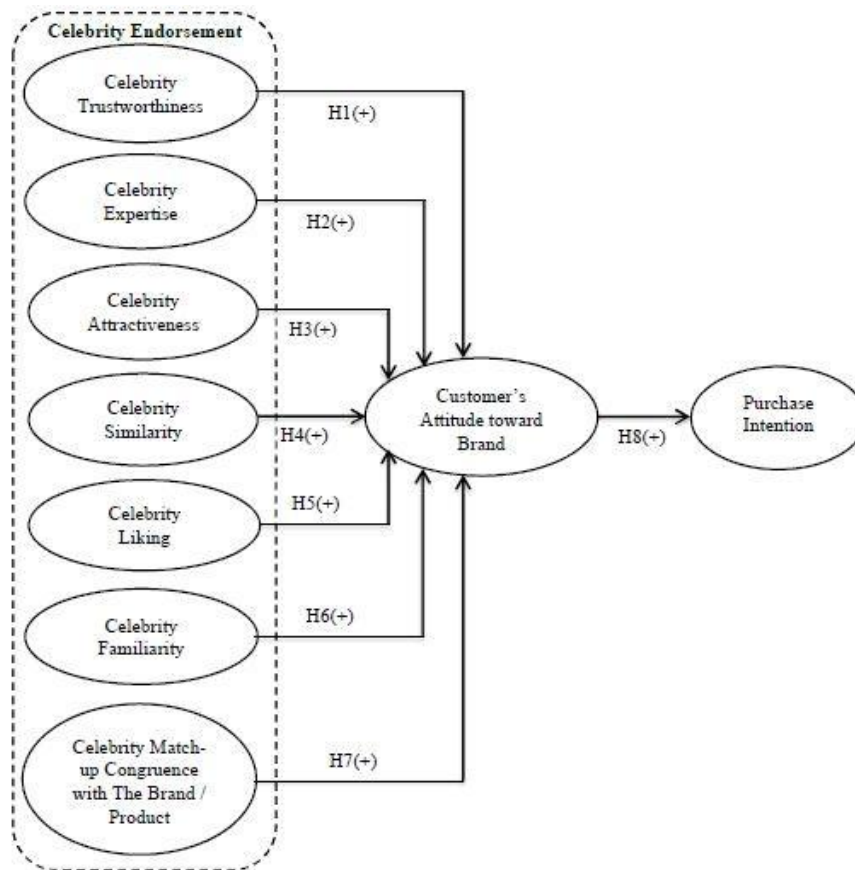 Celebrity Endorsement
Celebrity
Trustworthiness
H1(+)
Celebrity
Expertise
H2(+)
Celebrity
Attractiveness
H3(+)
Celebrity
Similarity
H4(+)
Customer’s
Attitude toward
Brand
H8(+)
Purchase
Intention
Celebrity
Liking
H5(+)
Celebrity
Familiarity
H6(+)
Celebrity Match-
up Congruence
with The Brand /
Product
H7(+)